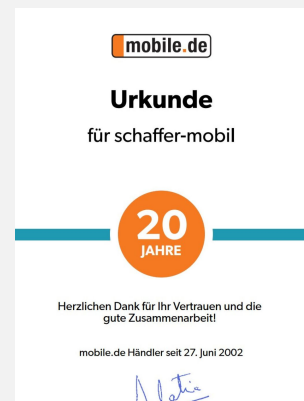 mobile.de
Urkunde
für schaffer-mobil
20
JAHRE
Herzlichen Dank für Ihr Vertrauen und die
gute Zusammenarbeit!
mobile.de Händler seit 27. Juni 2002